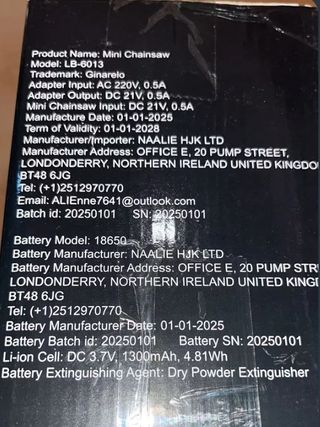 Product Name: Mini Chainsaw
Model: LB-6013
Trademark: Ginarelo
Adapter Input: AC 220V, 0.5A
Adapter Output: DC 21V, 0.5A
Mini Chainsaw Input: DC 21V, 0.5A
Manufacture Date: 01-01-2025
Term of Validity: 01-01-2028
Manufacturer/Importer: NAALIE HJK LTD
Manufacturer Address: OFFICE E, 20 PUMP STREET,
LONDONDERRY, NORTHERN IRELAND UNITED KINGDO
BT48 6JG
Tel: (+1)2512970770
Email: ALIEnne7641@outlook.com
Batch id: 20250101 SN: 20250101
Battery Model: 18650
Battery Manufacturer: NAALIE HJK LTD
Battery Manufacturer Address: OFFICE E, 20 PUMP STR
LONDONDERRY, NORTHERN IRELAND UNITED KINGD
BT48 6JG
Tel: (+1)2512970770
Battery Manufacturer Date: 01-01-2025
Battery Batch id: 20250101 Battery SN: 20250101
Li-ion Cell: DC 3.7V, 1300mAh, 4.81Wh
Battery Extinguishing Agent: Dry Powder Extinguisher